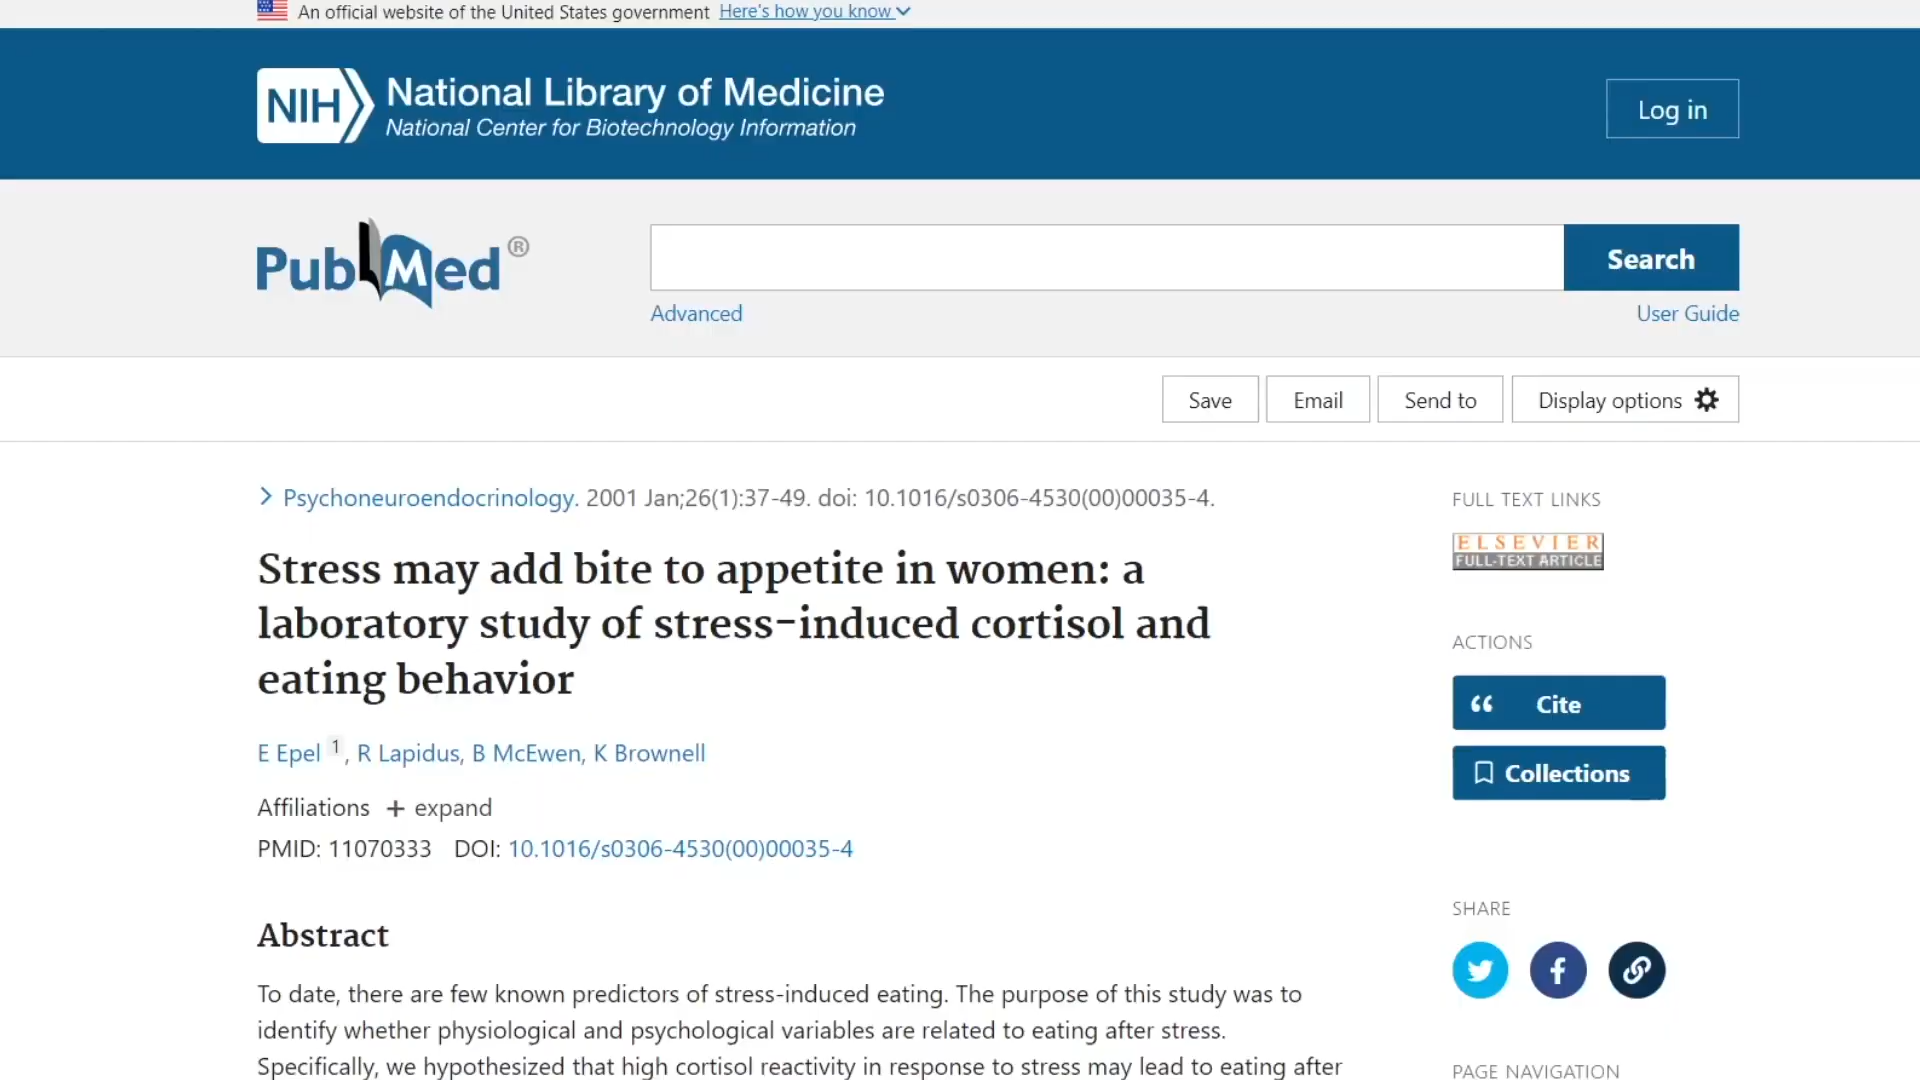 An official website of the United States government Here's how you know
NIH National Library of Medicine
National Center for Biotechnology Information
Log in
PubMed®
Search
Advanced
User Guide
Save
Email
Send to
Display options
Psychoneuroendocrinology. 2001 Jan;26(1):37-49. doi: 10.1016/s0306-4530(00)00035-4.
Stress may add bite to appetite in women: a
laboratory study of stress-induced cortisol and
eating behavior
E Epel 1, R Lapidus, B McEwen, K Brownell
Affiliations + expand
PMID: 11070333 DOI: 10.1016/s0306-4530(00)00035-4
Abstract
To date, there are few known predictors of stress-induced eating. The purpose of this study was to
identify whether physiological and psychological variables are related to eating after stress.
Specifically, we hypothesized that high cortisol reactivity in response to stress may lead to eating after
FULL TEXT LINKS
ELSEVIER
FULL-TEXT ARTICLE
ACTIONS
Cite
Collections
SHARE
PAGE NAVIGATION